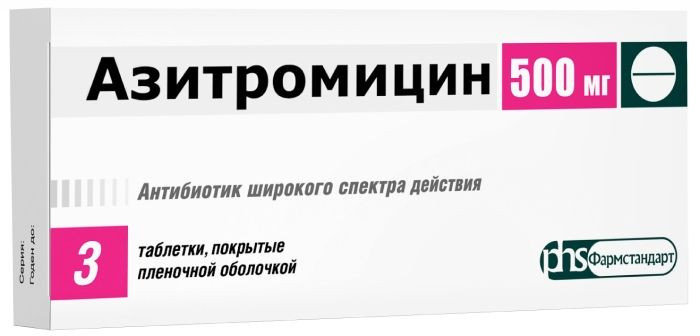 Азитромицин 500 мг
Антибиотик широкого спектра действия
3
таблетки, покрытые
пленочной оболочкой
phs Фармстандарт
Серия:
Годен до: